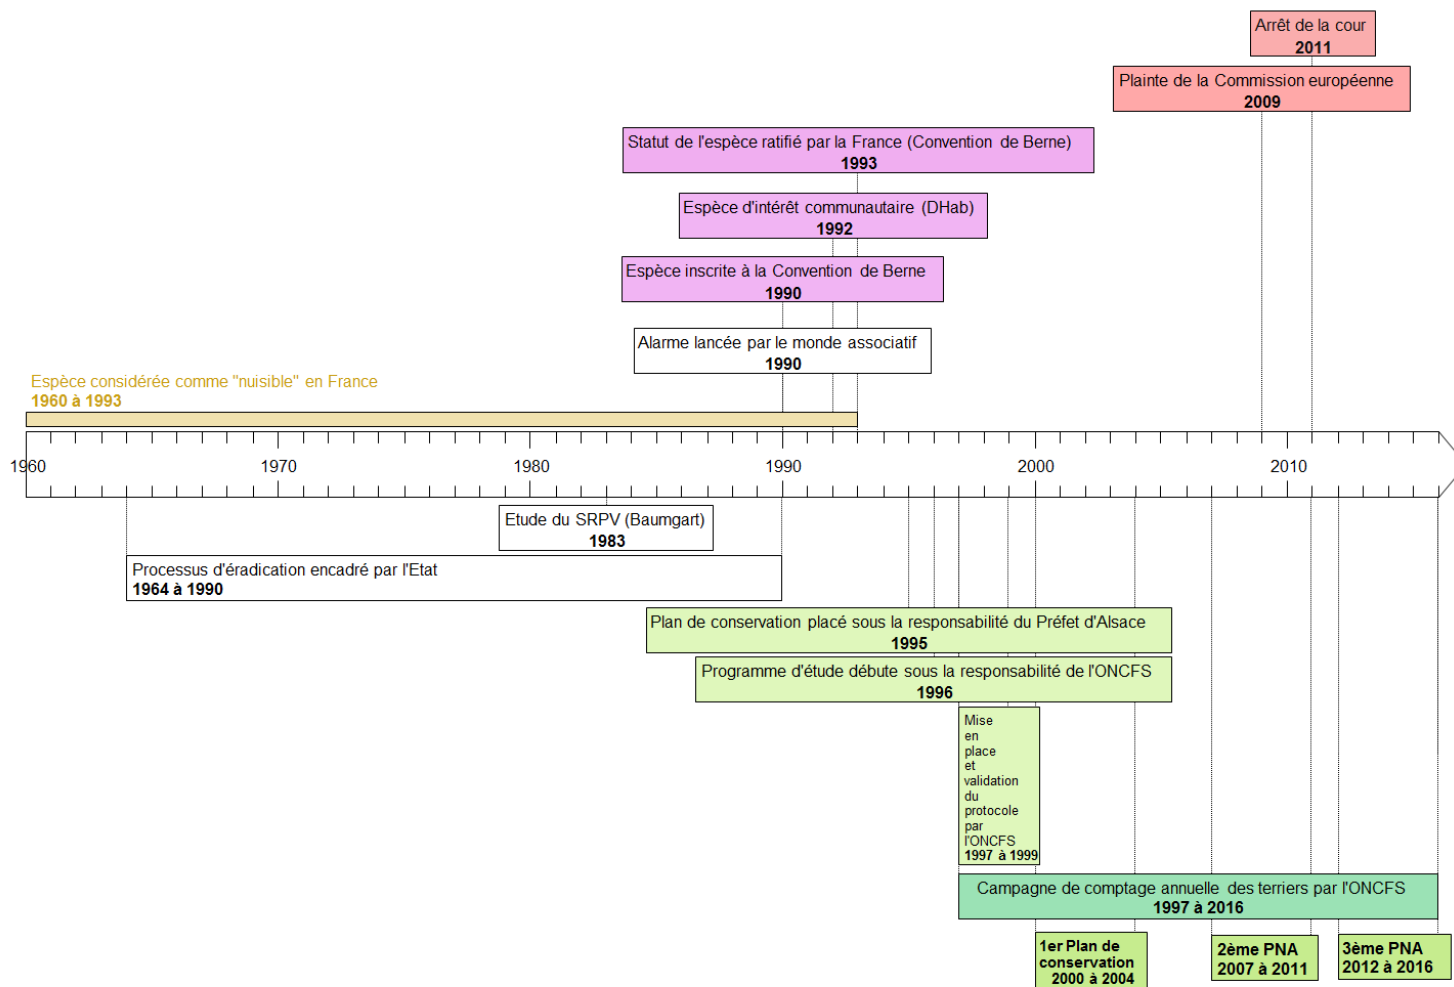 Arrêt de la cour
2011
Plainte de la Commission européenne
2009
Statut de l'espèce ratifié par la France (Convention de Berne)
1993
Espèce d'intérêt communautaire (DHab)
1992
Espèce inscrite à la Convention de Berne
1990
Alarme lancée par le monde associatif
1990
Espèce considérée comme "nuisible" en France
1960 à 1993
1960 1970 1980 1990 2000 2010
Etude du SRPV (Baumgart)
1983
Processus d'éradication encadré par l'Etat
1964 à 1990
Plan de conservation placé sous la responsabilité du Préfet d'Alsace
1995
Programme d'étude débute sous la responsabilité de l'ONCFS
1996
Mise
en
place
et
validation
du
protocole
par
l'ONCFS
1997 à 1999
Campagne de comptage annuelle des terriers par l'ONCFS
1997 à 2016
1er Plan de
conservation
2000 à 2004
2ème PNA
2007 à 2011
3ème PNA
2012 à 2016